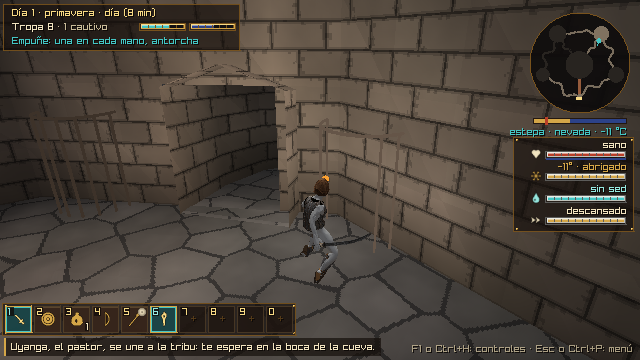 Día 1 · primavera · día (8 min)
Tropa 8 · 1 cautivo
Empuñe: una en cada mano, antorcha
estepa · nevada · -11 °C
sano
-11° · abrigado
sin sed
descansado
1 2 3 4 5 6 7 8 9 0
1
Uyanga, el pastor, se une a la tribu: te espera en la boca de la cueva.
F1 o Ctrl+H: controles · Esc o Ctrl+P: menú